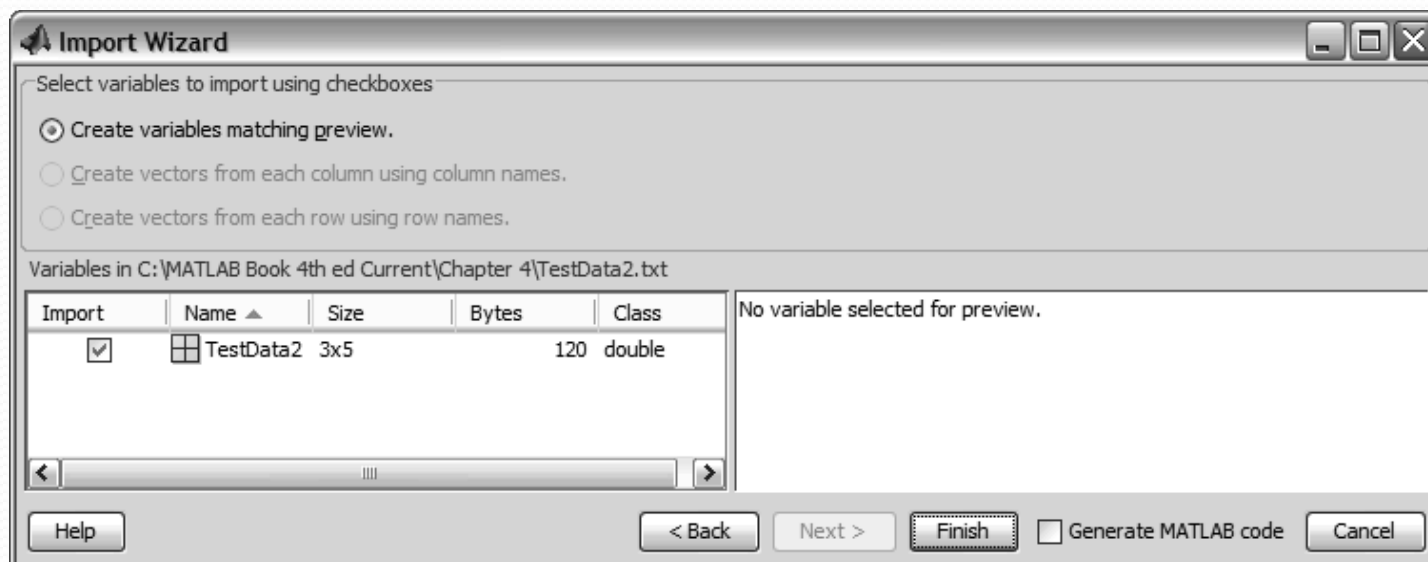 Import Wizard
Select variables to import using checkboxes
Create variables matching preview.
Create vectors from each column using column names.
Create vectors from each row using row names.
Variables in C:\MATLAB Book 4th ed Current\Chapter 4\TestData2.txt
Import Name Size Bytes Class
TestData2 3x5 120 double
No variable selected for preview.
Help < Back Next > Finish Generate MATLAB code Cancel